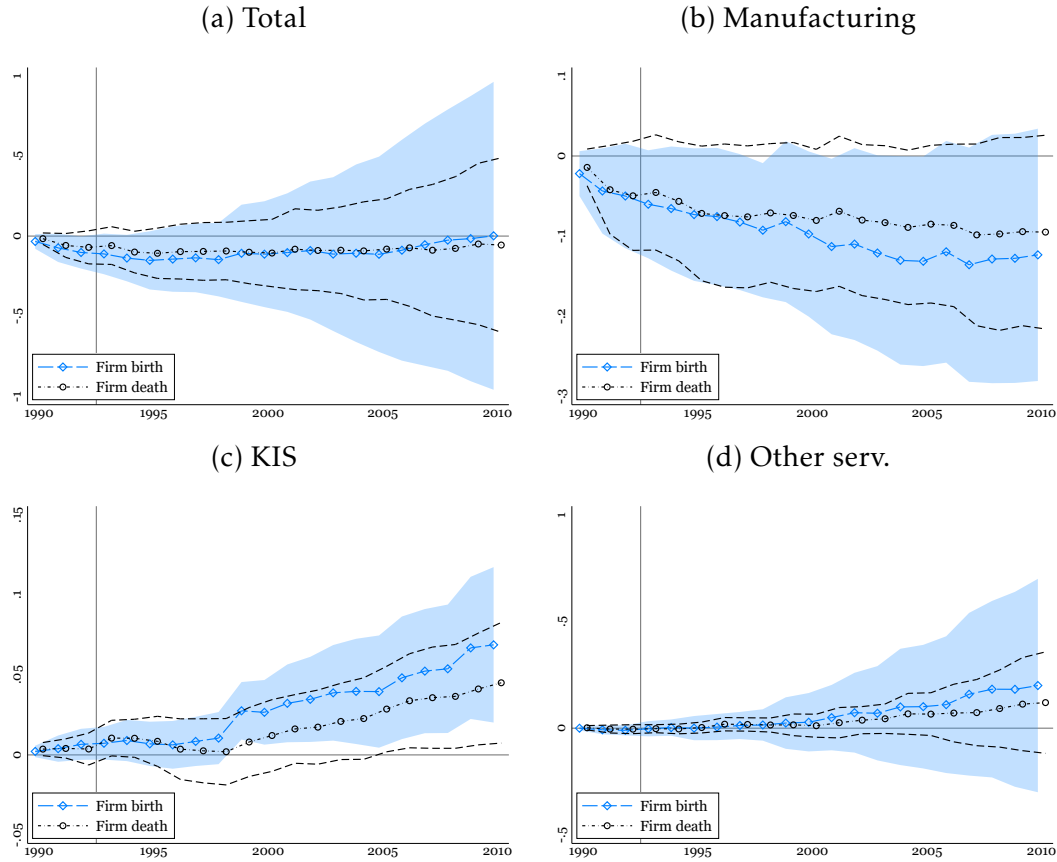 (a) Total
1
.5
0
-.5
-1
Firm birth
Firm death
1990 1995 2000 2005 2010
(b) Manufacturing
.1
0
-.1
-.2
-.3
Firm birth
Firm death
1990 1995 2000 2005 2010
(c) KIS
.15
.1
.05
0
-.05
Firm birth
Firm death
1990 1995 2000 2005 2010
(d) Other serv.
1
.5
0
-.5
Firm birth
Firm death
1990 1995 2000 2005 2010